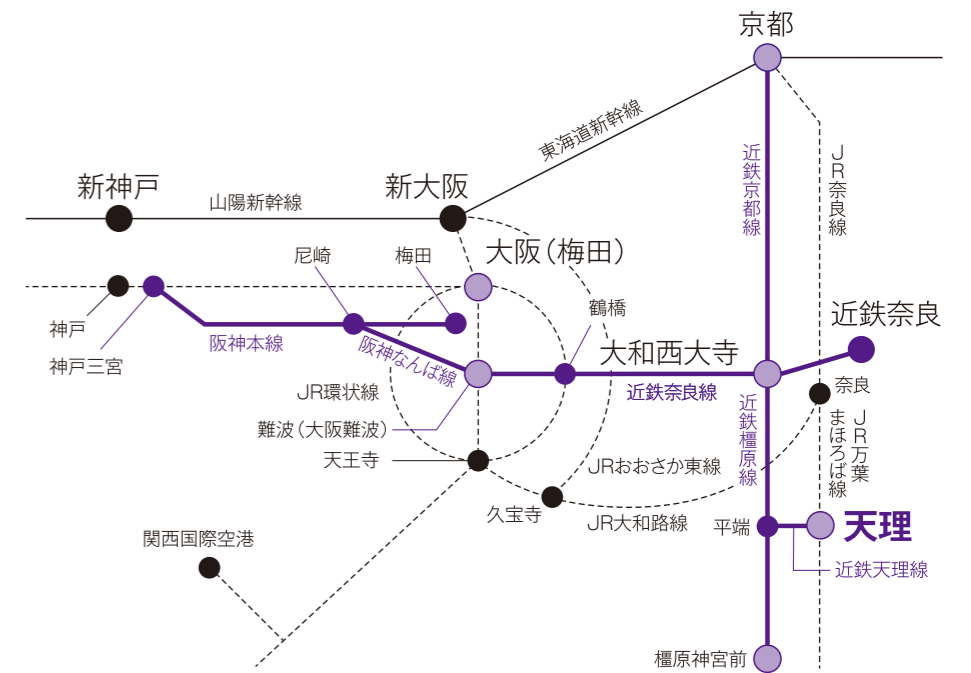 京都
東海道新幹線
近鉄京都線
JR奈良線
新神戸
山陽新幹線
新大阪
大阪(梅田)
尼崎
梅田
鶴橋
神戸
神戸三宮
阪神本線
阪神なんば線
大和西大寺
近鉄奈良
JR環状線
近鉄奈良線
奈良
難波(大阪難波)
近鉄橿原線
JR万葉
まほろば線
天王寺
JRおおさか東線
久宝寺
JR大和路線
平端
天理
関西国際空港
近鉄天理線
橿原神宮前